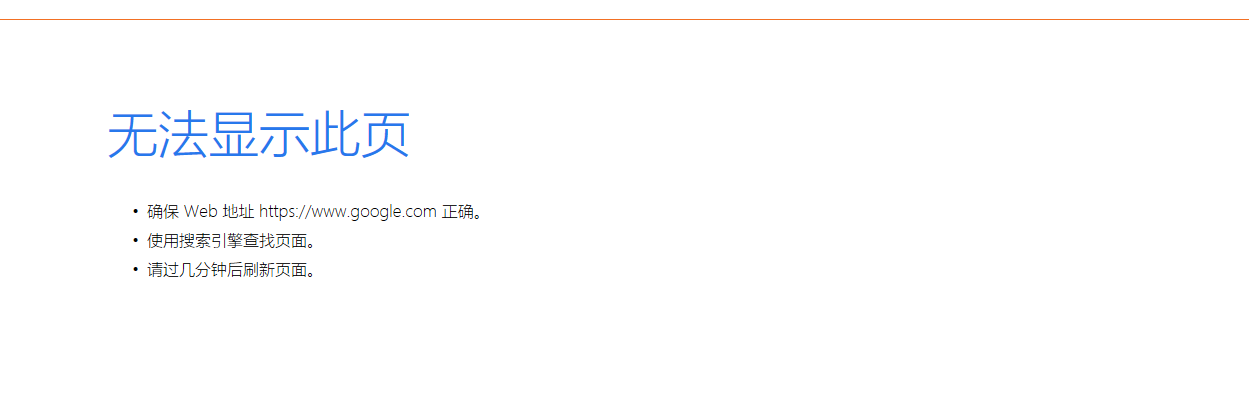 无法显示此页
• 确保 Web 地址 https://www.google.com 正确。
• 使用搜索引擎查找页面。
• 请过几分钟后刷新页面。